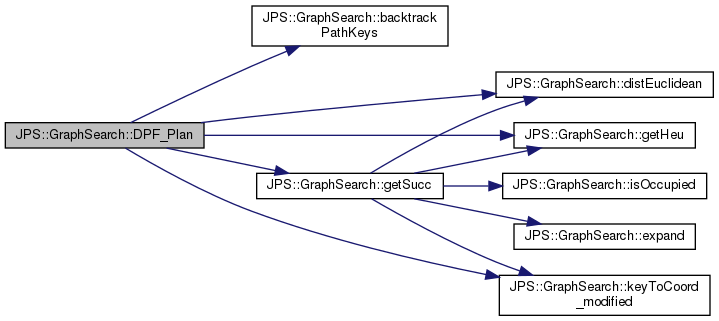 JPS::GraphSearch::backtrack
PathKeys
JPS::GraphSearch::distEuclidean
JPS::GraphSearch::DPF_Plan
JPS::GraphSearch::getHeu
JPS::GraphSearch::getSucc
JPS::GraphSearch::isOccupied
JPS::GraphSearch::expand
JPS::GraphSearch::keyToCoord
_modified